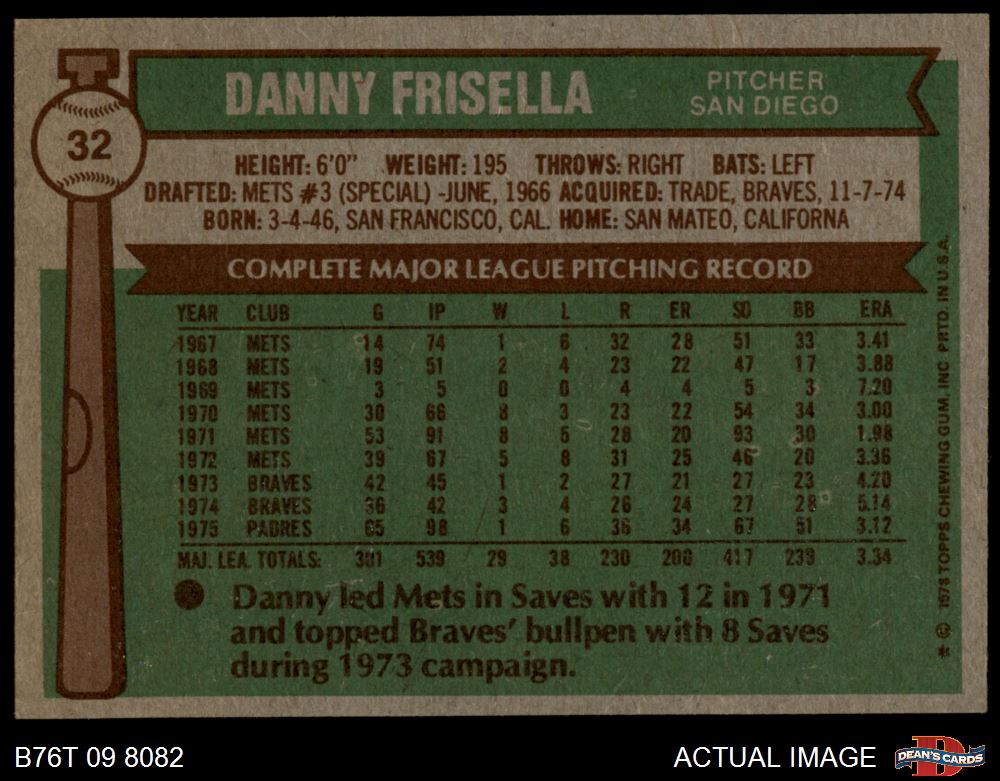 DANNY FRISELLA
PITCHER
SAN DIEGO
32
HEIGHT: 6'0" WEIGHT: 195 THROWS: RIGHT BATS: LEFT
DRAFTED: METS #3 (SPECIAL) -JUNE, 1966 ACQUIRED: TRADE, BRAVES, 11-7-74
BORN: 3-4-46, SAN FRANCISCO, CAL. HOME: SAN MATEO, CALIFORNA
COMPLETE MAJOR LEAGUE PITCHING RECORD
YEAR CLUB G IP W L R ER SO BB ERA
1967 METS 14 74 1 6 32 28 51 33 3.41
1968 METS 19 51 2 4 23 22 47 17 3.88
1969 METS 3 5 0 0 4 4 5 3 7.20
1970 METS 30 66 8 3 23 22 54 34 3.00
1971 METS 53 91 8 5 28 20 93 30 1.98
1972 METS 39 67 5 8 31 25 46 20 3.36
1973 BRAVES 42 45 1 2 27 21 27 23 4.20
1974 BRAVES 36 42 3 4 26 24 27 28 5.14
1975 PADRES 65 98 1 6 36 34 67 51 3.12
MAJ. LEA. TOTALS: 301 539 29 38 230 200 417 239 3.34
Danny led Mets in Saves with 12 in 1971
and topped Braves' bullpen with 8 Saves
during 1973 campaign.
* © 1976 TOPPS CHEWING GUM, INC PRTD. IN U.S.A.
B76T 09 8082
ACTUAL IMAGE
D
DEAN'S CARDS